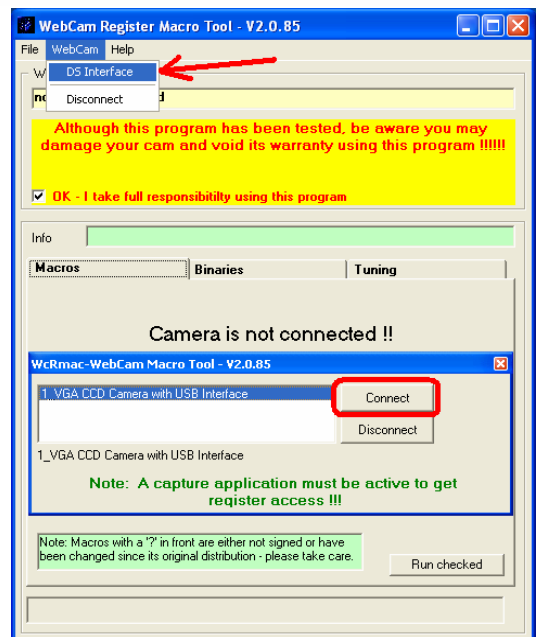 WebCam Register Macro Tool - V2.0.85
File WebCam Help
DS Interface
Disconnect
Although this program has been tested, be aware you may
damage your cam and void its warranty using this program !!!!!!
OK - I take full responsibitilty using this program
Info
Macros Binaries Tuning
Camera is not connected !!
WcRmac-WebCam Macro Tool - V2.0.85
1_VGA CCD Camera with USB Interface
Connect
Disconnect
1_VGA CCD Camera with USB Interface
Note: A capture application must be active to get
register access !!!
Note: Macros with a '?' in front are either not signed or have
been changed since its original distribution - please take care.
Run checked